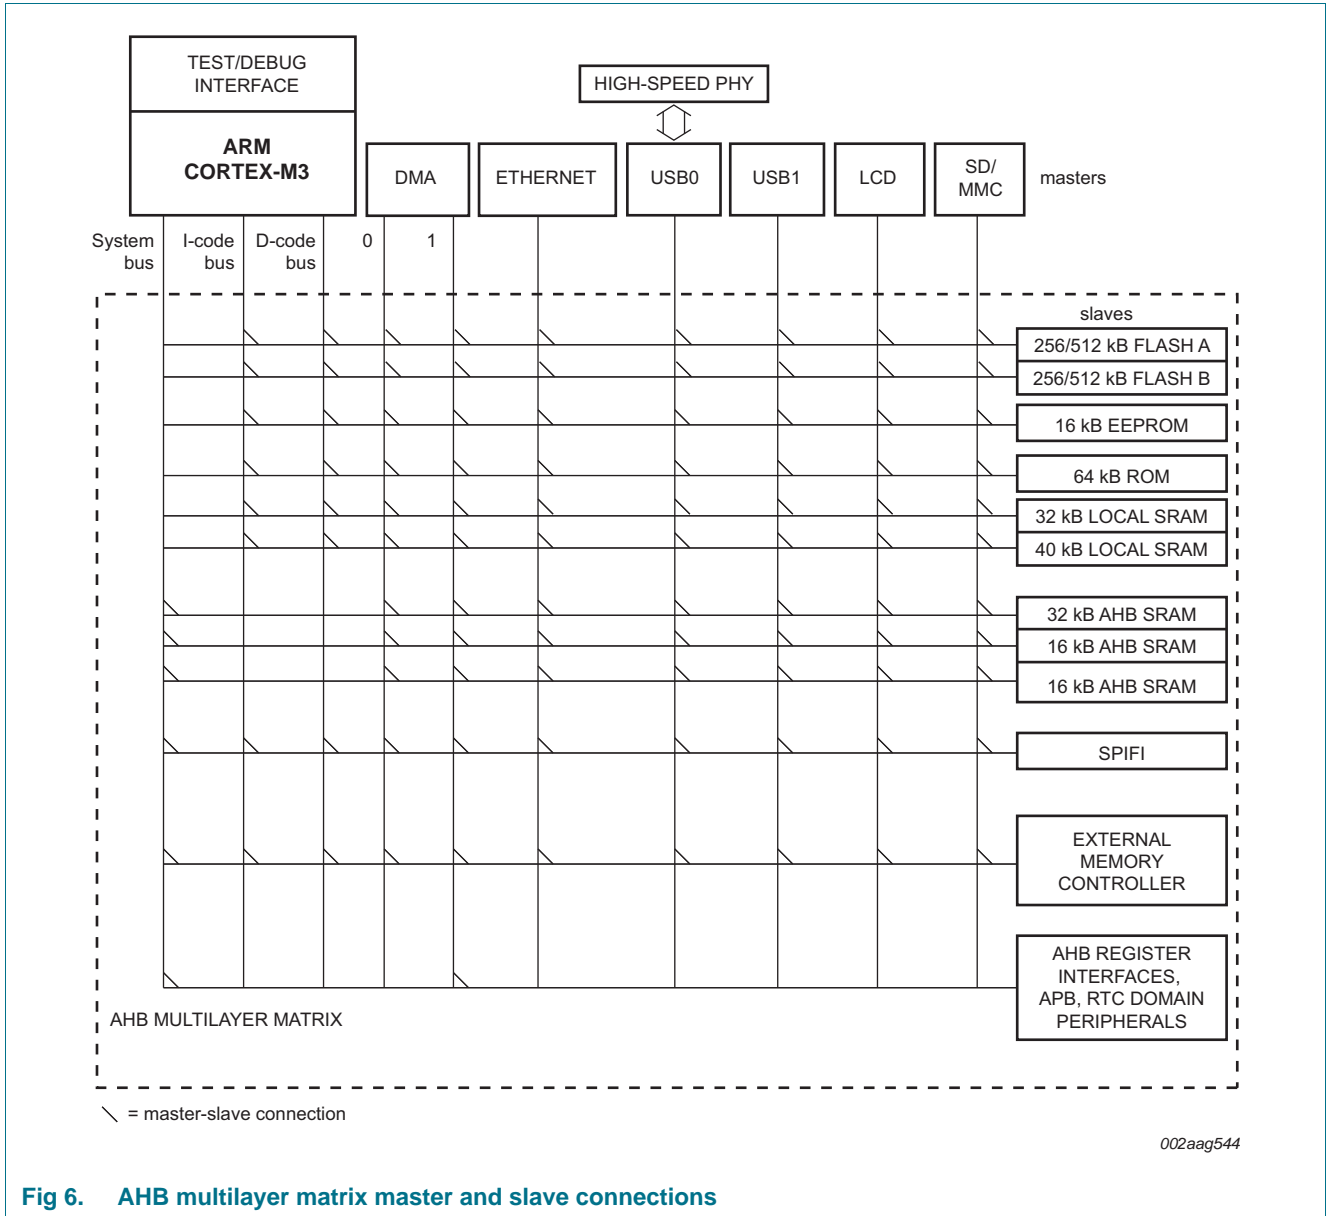 TEST/DEBUG
INTERFACE
ARM
CORTEX-M3
HIGH-SPEED PHY
DMA
ETHERNET
USB0
USB1
LCD
SD/
MMC
masters
System
bus
I-code
bus
D-code
bus
0
1
slaves
256/512 kB FLASH A
256/512 kB FLASH B
16 kB EEPROM
64 kB ROM
32 kB LOCAL SRAM
40 kB LOCAL SRAM
32 kB AHB SRAM
16 kB AHB SRAM
16 kB AHB SRAM
SPIFI
EXTERNAL
MEMORY
CONTROLLER
AHB REGISTER
INTERFACES,
APB, RTC DOMAIN
PERIPHERALS
AHB MULTILAYER MATRIX
= master-slave connection
002aag544
Fig 6. AHB multilayer matrix master and slave connections